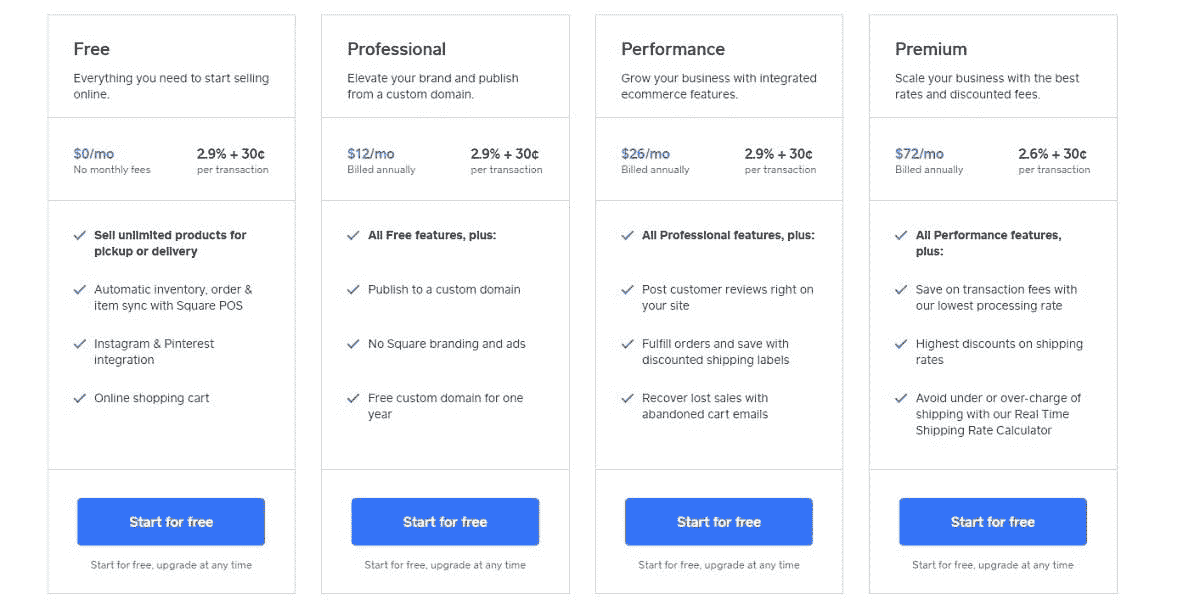 Free
Everything you need to start selling
online.
$0/mo
No monthly fees
2.9% + 30¢
per transaction
Sell unlimited products for
pickup or delivery
Automatic inventory, order &
item sync with Square POS
Instagram & Pinterest
integration
Online shopping cart
Start for free
Start for free, upgrade at any time
Professional
Elevate your brand and publish
from a custom domain.
$12/mo
Billed annually
2.9% + 30¢
per transaction
All Free features, plus:
Publish to a custom domain
No Square branding and ads
Free custom domain for one
year
Start for free
Start for free, upgrade at any time
Performance
Grow your business with integrated
ecommerce features.
$26/mo
Billed annually
2.9% + 30¢
per transaction
All Professional features, plus:
Post customer reviews right on
your site
Fulfill orders and save with
discounted shipping labels
Recover lost sales with
abandoned cart emails
Start for free
Start for free, upgrade at any time
Premium
Scale your business with the best
rates and discounted fees.
$72/mo
Billed annually
2.6% + 30¢
per transaction
All Performance features,
plus:
Save on transaction fees with
our lowest processing rate
Highest discounts on shipping
rates
Avoid under or over-charge of
shipping with our Real Time
Shipping Rate Calculator
Start for free
Start for free, upgrade at any time